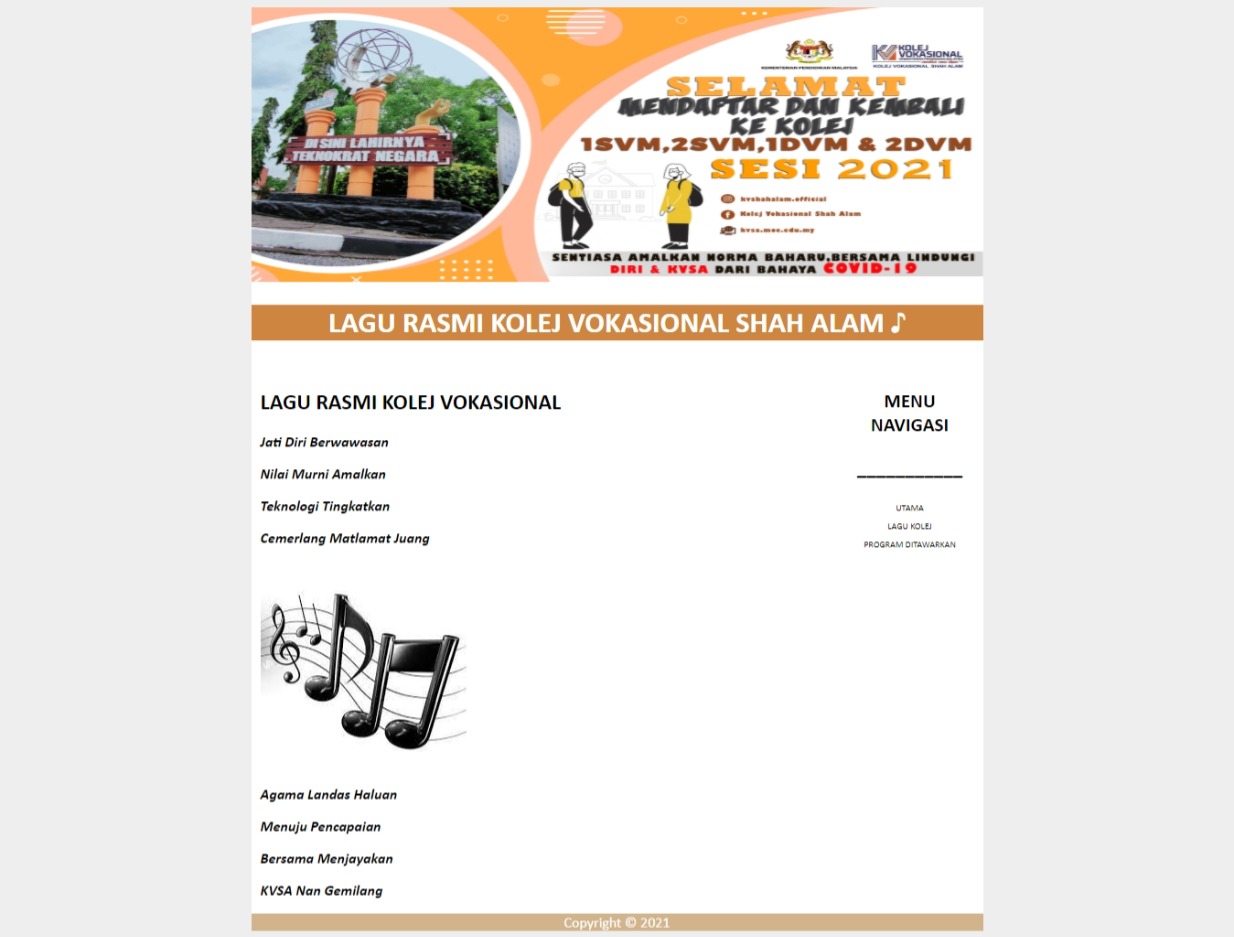 DI SINI LAHIRNYA
TEKNOKRAT NEGARA
KEMENTERIAN PENDIDIKAN MALAYSIA
KOLEJ
VOKASIONAL
KOLEJ VOKASIONAL SHAH ALAM
SELAMAT
MENDAFTAR DAN KEMBALI
KE KOLEJ
1SVM,2SVM,1DVM & 2DVM
SESI 2021
kvshahalam.official
Kolej Vokasional Shah Alam
kvsa.moe.edu.my
SENTIASA AMALKAN NORMA BAHARU,BERSAMA LINDUNGI
DIRI & KVSA DARI BAHAYA COVID-19
LAGU RASMI KOLEJ VOKASIONAL SHAH ALAM ♪
LAGU RASMI KOLEJ VOKASIONAL
Jati Diri Berwawasan
Nilai Murni Amalkan
Teknologi Tingkatkan
Cemerlang Matlamat Juang
Agama Landas Haluan
Menuju Pencapaian
Bersama Menjayakan
KVSA Nan Gemilang
MENU
NAVIGASI
___________
UTAMA
LAGU KOLEJ
PROGRAM DITAWARKAN
Copyright © 2021